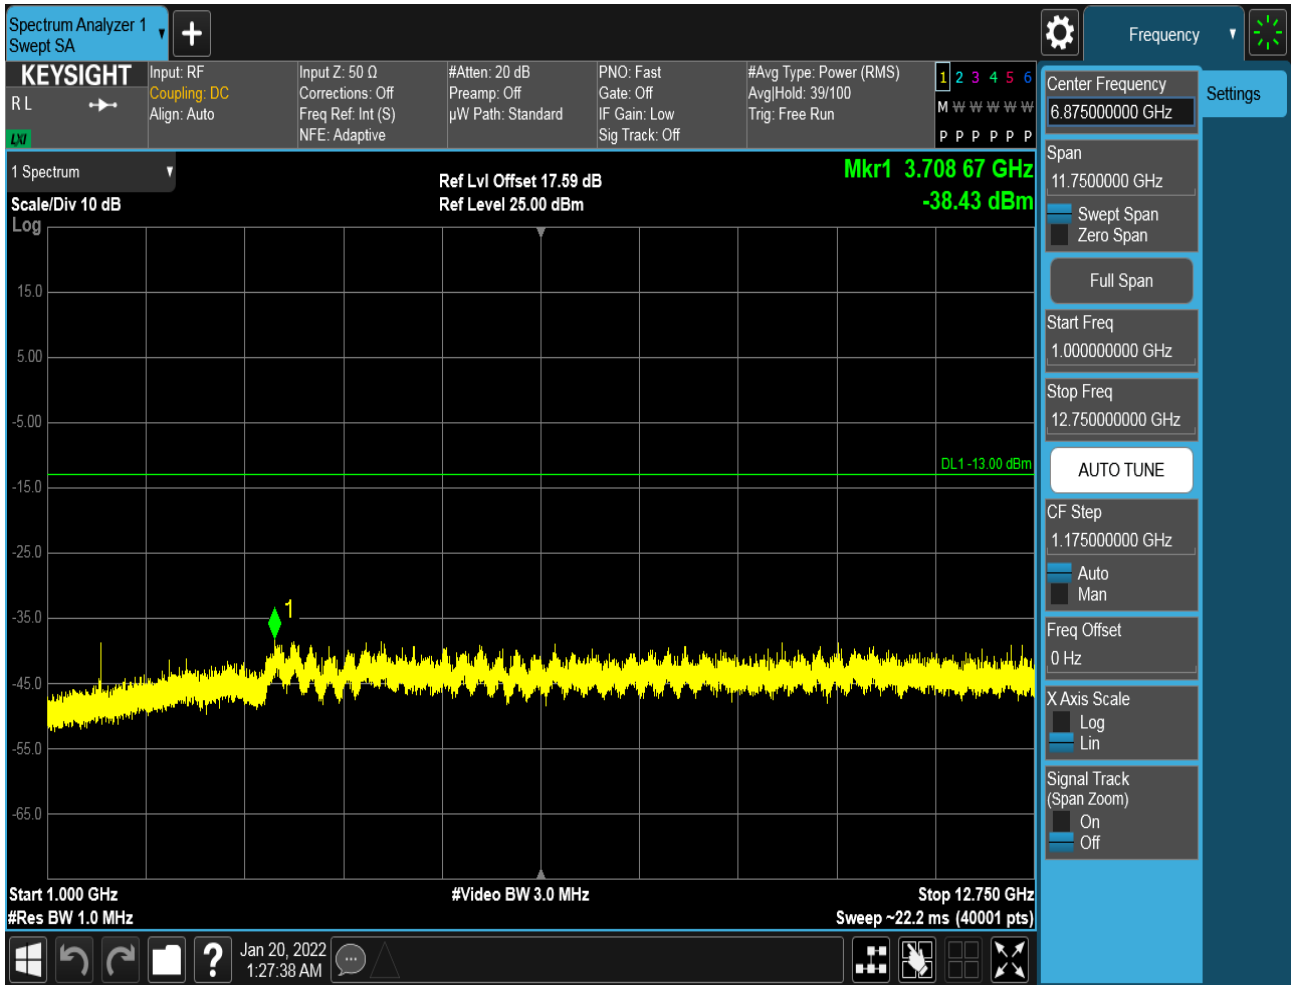 Spectrum Analyzer 1
Swept SA
Frequency
KEYSIGHT
R L
LXI
Input: RF
Coupling: DC
Align: Auto
Input Z: 50 Ω
Corrections: Off
Freq Ref: Int (S)
NFE: Adaptive
#Atten: 20 dB
Preamp: Off
µW Path: Standard
PNO: Fast
Gate: Off
IF Gain: Low
Sig Track: Off
#Avg Type: Power (RMS)
Avg|Hold: 39/100
Trig: Free Run
1 2 3 4 5 6
M W W W W W
P P P P P P
1 Spectrum
Scale/Div 10 dB
Log
Ref Lvl Offset 17.59 dB
Ref Level 25.00 dBm
Mkr1 3.708 67 GHz
-38.43 dBm
15.0
5.00
-5.00
DL1 -13.00 dBm
-15.0
-25.0
-35.0
1
-45.0
-55.0
-65.0
Start 1.000 GHz
#Res BW 1.0 MHz
#Video BW 3.0 MHz
Stop 12.750 GHz
Sweep ~22.2 ms (40001 pts)
?
Jan 20, 2022
1:27:38 AM
Center Frequency
6.875000000 GHz
Settings
Span
11.7500000 GHz
Swept Span
Zero Span
Full Span
Start Freq
1.000000000 GHz
Stop Freq
12.750000000 GHz
AUTO TUNE
CF Step
1.175000000 GHz
Auto
Man
Freq Offset
0 Hz
X Axis Scale
Log
Lin
Signal Track
(Span Zoom)
On
Off